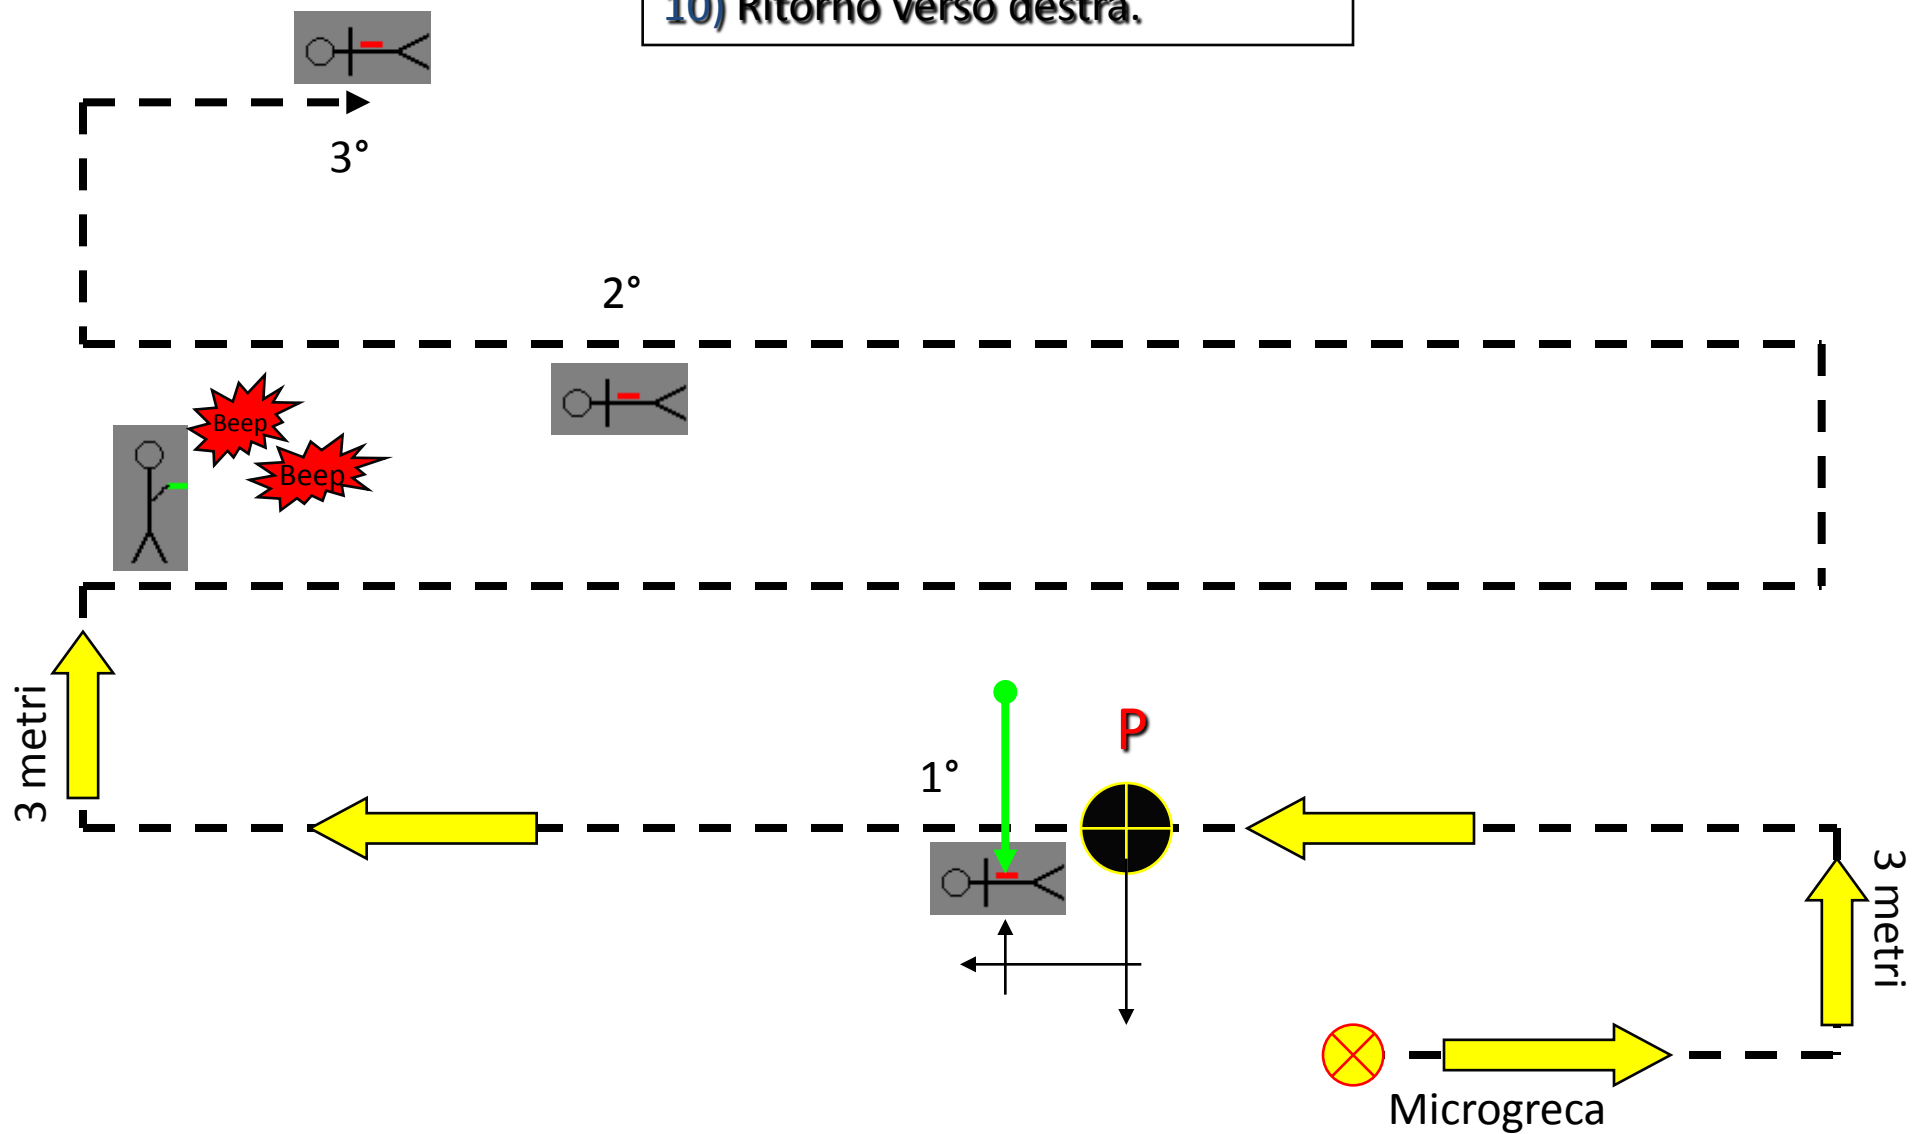 10) Ritorno verso destra.
3°
2°
Beep
Beep
3 metri
P
1°
3 metri
Microgreca